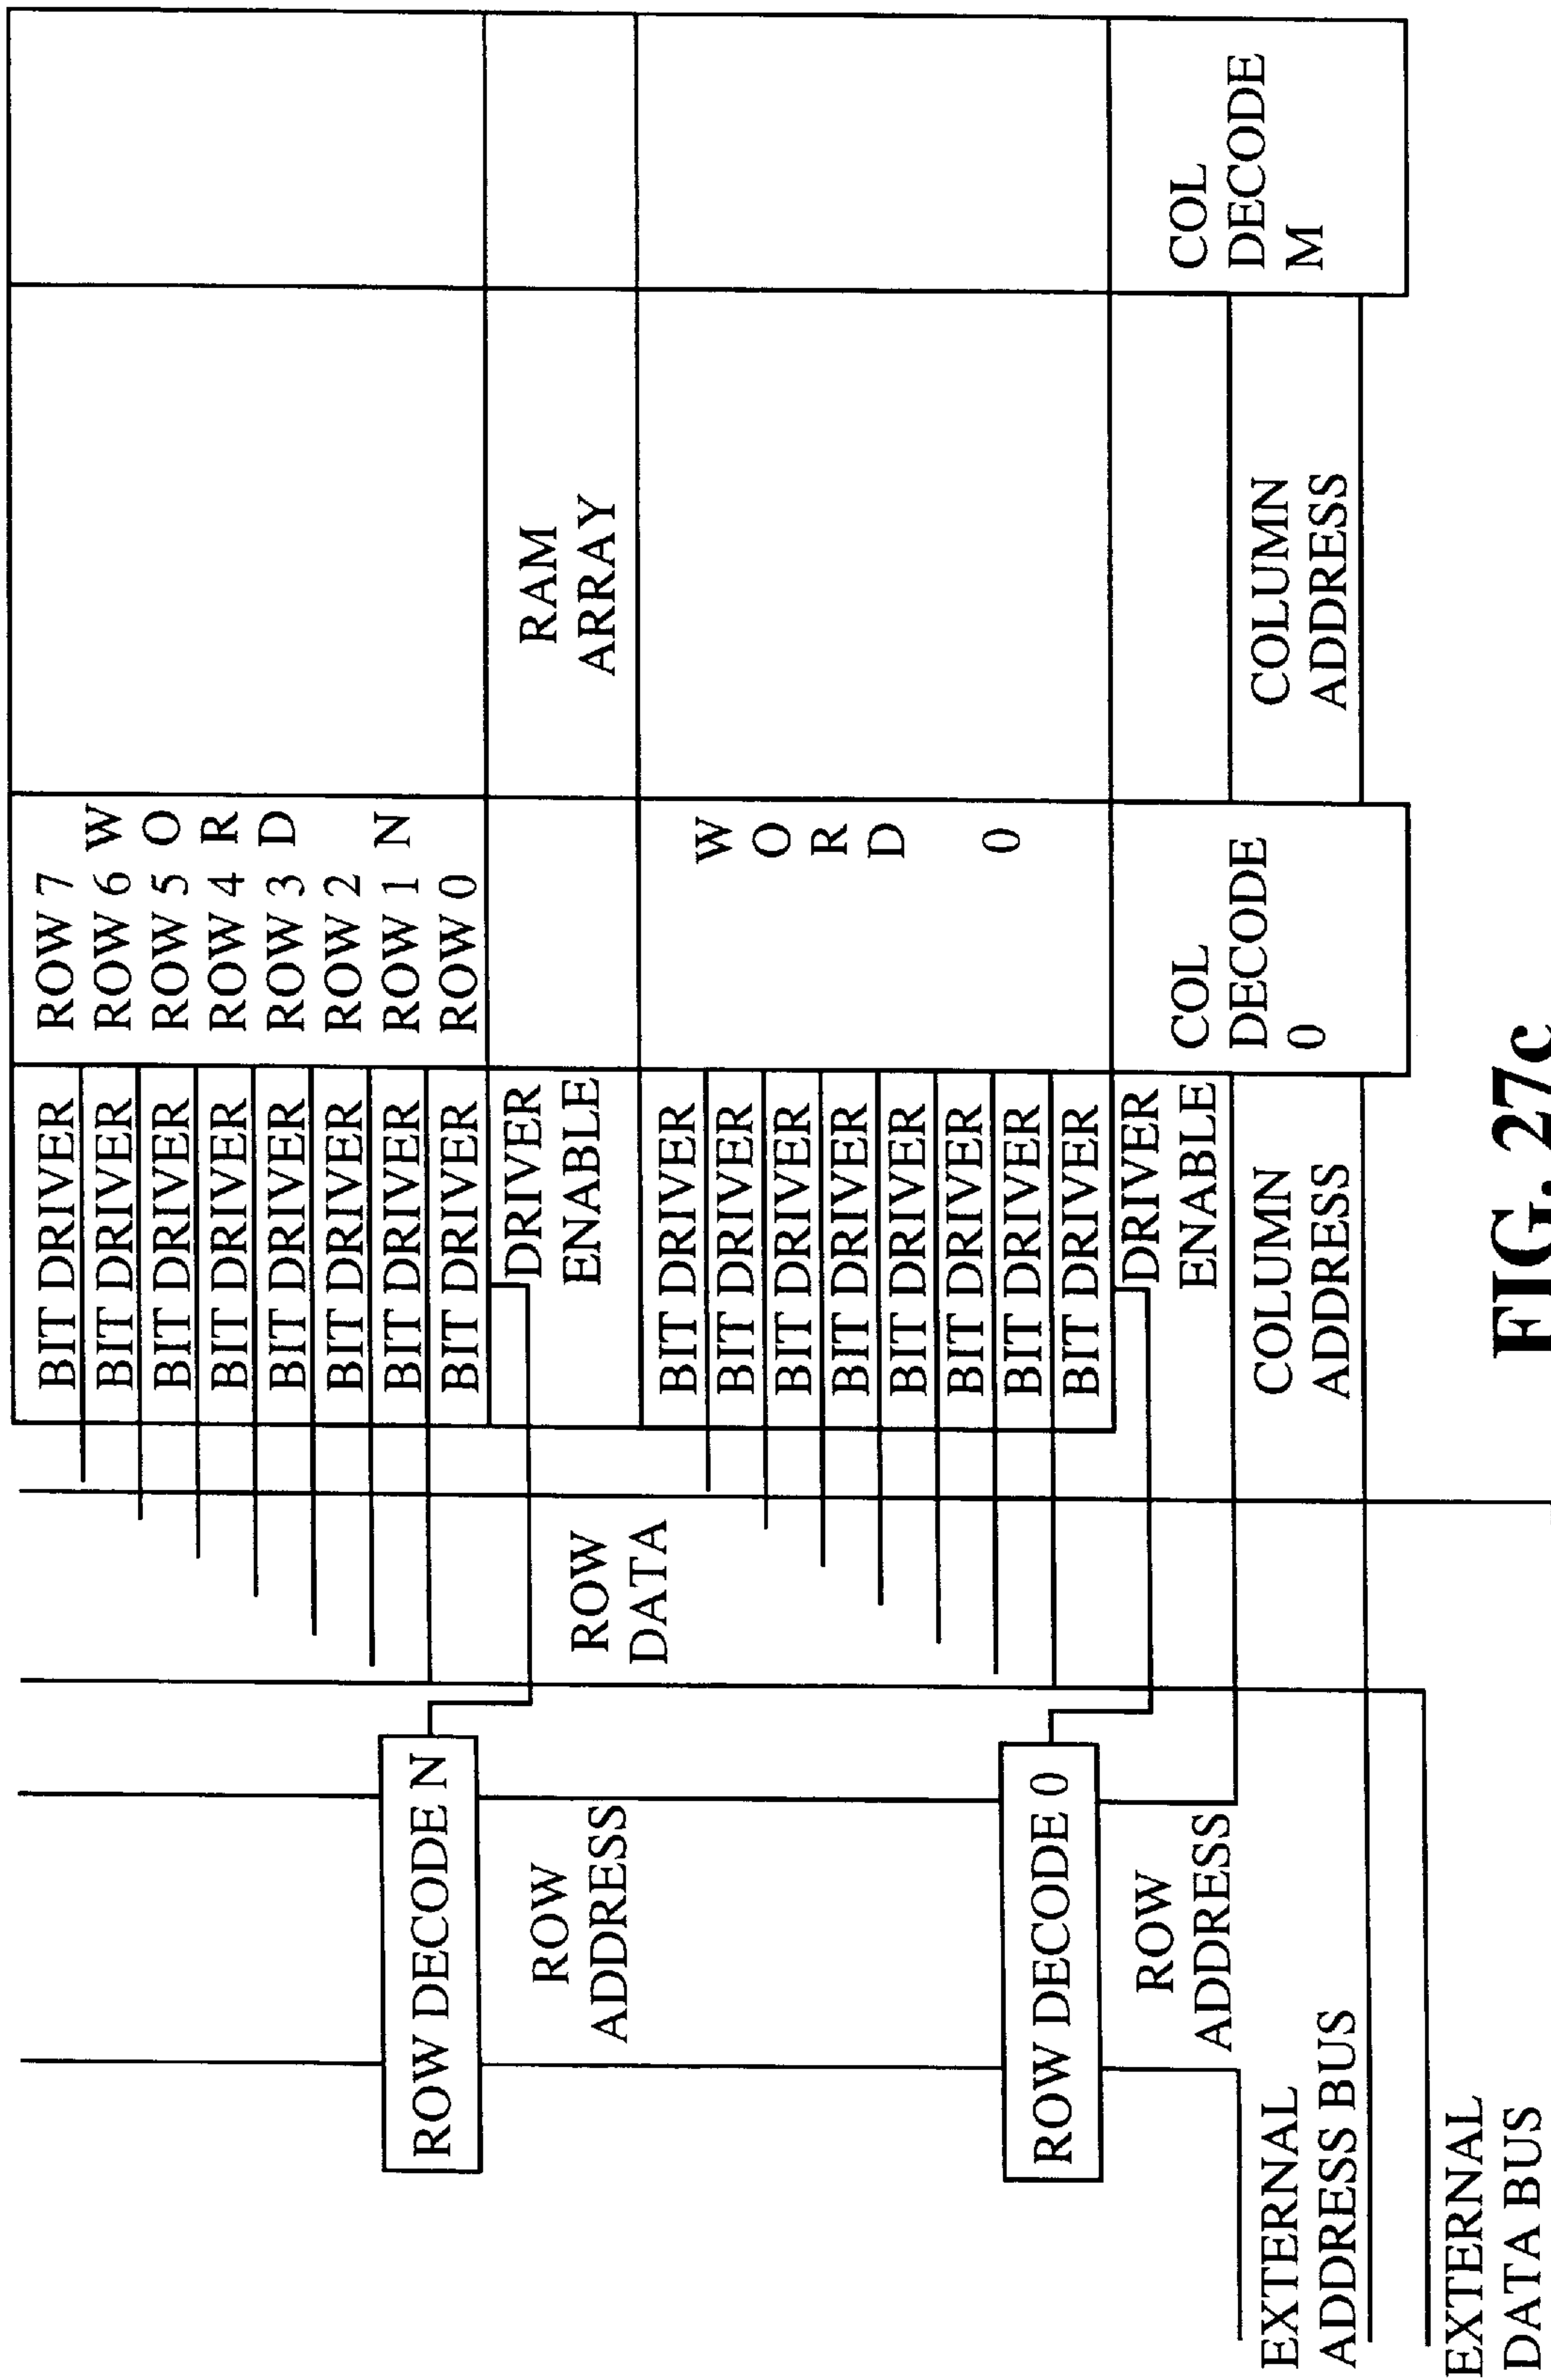 BIT DRIVER ROW 7
BIT DRIVER ROW 6 W
BIT DRIVER ROW 5 O
BIT DRIVER ROW 4 R
BIT DRIVER ROW 3 D
BIT DRIVER ROW 2
BIT DRIVER ROW 1 N
BIT DRIVER ROW 0
ROW DECODE N
DRIVER
ENABLE
RAM
ARRAY
ROW
ADDRESS
ROW
DATA
BIT DRIVER
BIT DRIVER W
BIT DRIVER O
BIT DRIVER R
BIT DRIVER D
BIT DRIVER
BIT DRIVER 0
BIT DRIVER
ROW DECODE 0
DRIVER
ENABLE
ROW
ADDRESS
COL
DECODE
0
COL
DECODE
M
EXTERNAL
ADDRESS BUS
COLUMN
ADDRESS
COLUMN
ADDRESS
EXTERNAL
DATA BUS
FIG. 27c